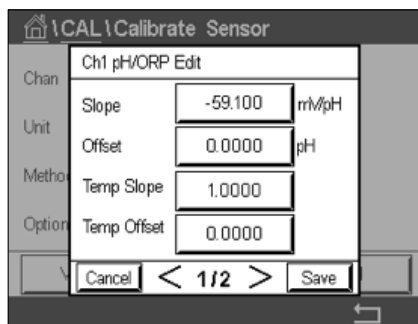 \CAL\Calibrate Sensor
Ch1 pH/ORP Edit
Chan
Slope -59.100 mV/pH
Unit
Offset 0.0000 pH
Metho
Temp Slope 1.0000
Option
Temp Offset 0.0000
Cancel < 1/2 > Save